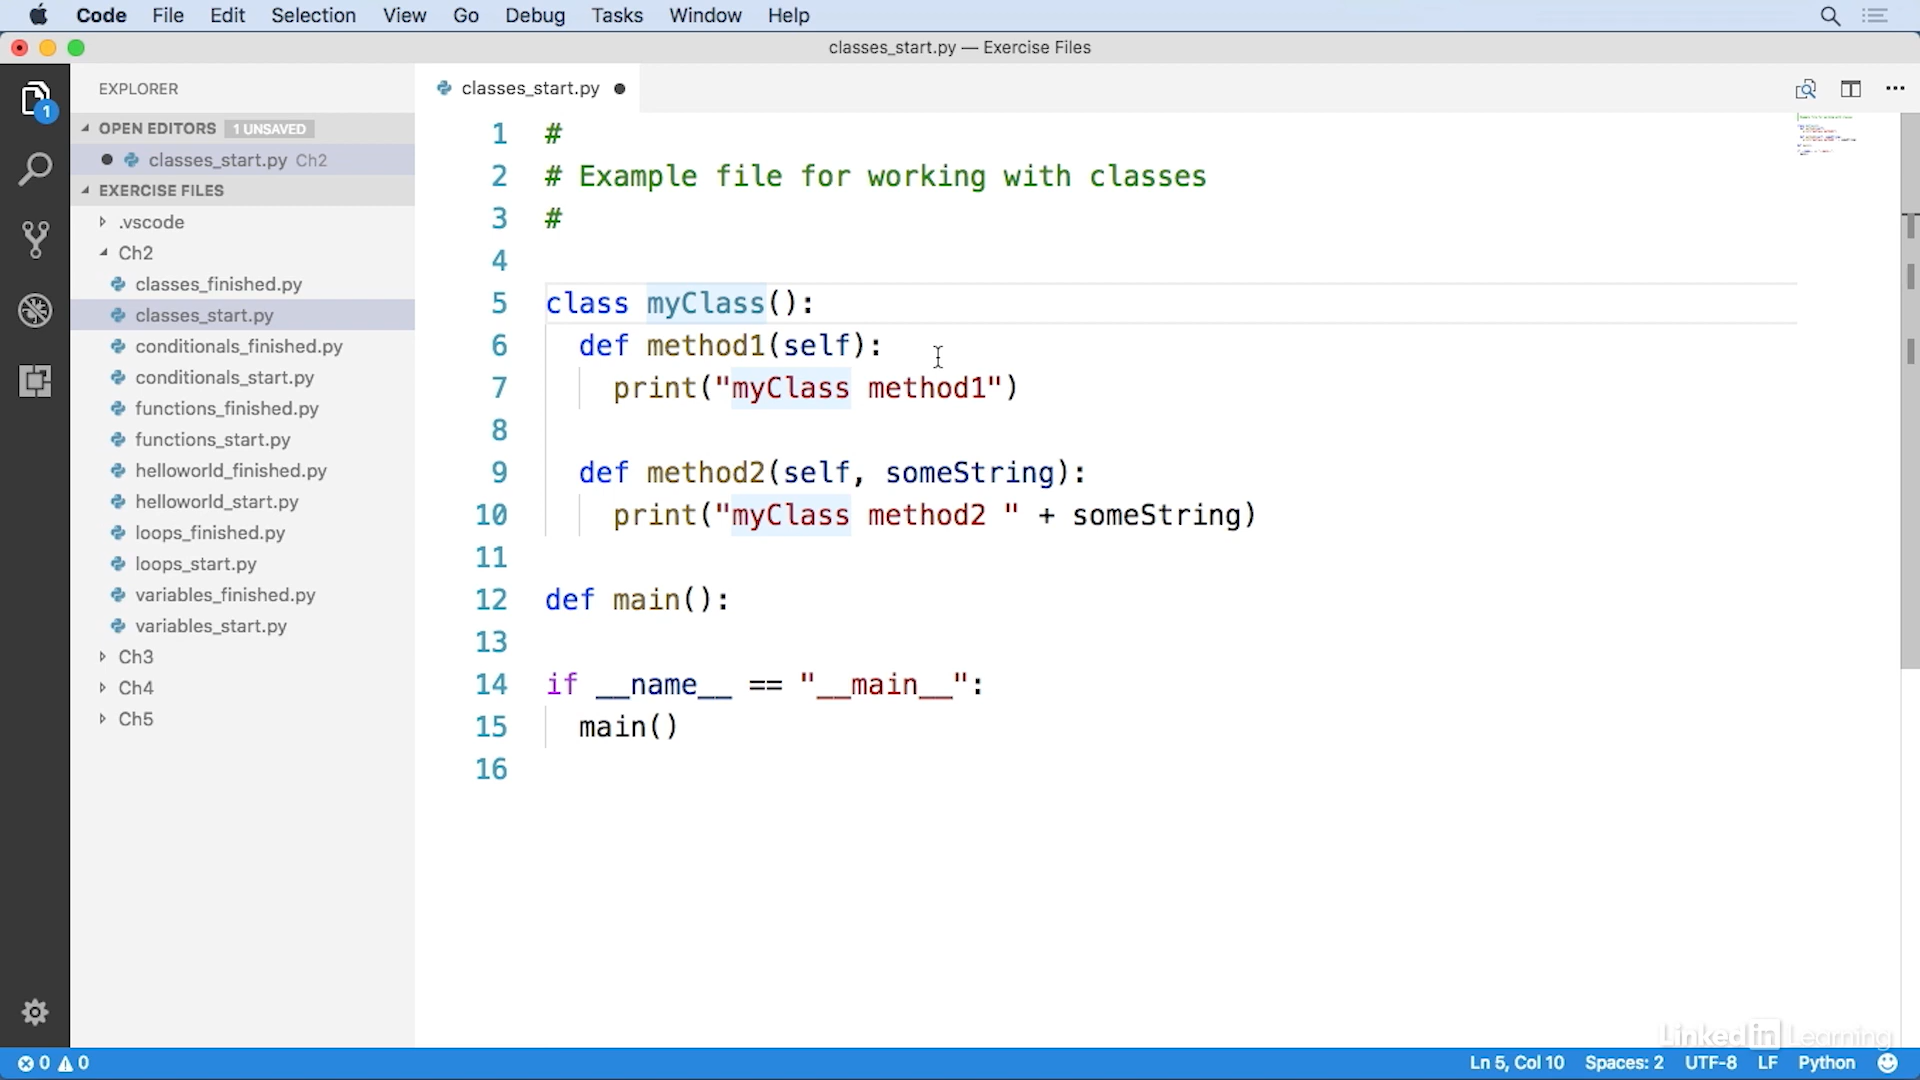 Code File Edit Selection View Go Debug Tasks Window Help
classes_start.py — Exercise Files
1
EXPLORER
OPEN EDITORS 1 UNSAVED
classes_start.py Ch2
EXERCISE FILES
.vscode
Ch2
classes_finished.py
classes_start.py
conditionals_finished.py
conditionals_start.py
functions_finished.py
functions_start.py
helloworld_finished.py
helloworld_start.py
loops_finished.py
loops_start.py
variables_finished.py
variables_start.py
Ch3
Ch4
Ch5
classes_start.py
1 #
2 # Example file for working with classes
3 #
4
5 class myClass():
6   def method1(self):
7     print("myClass method1")
8
9   def method2(self, someString):
10     print("myClass method2 " + someString)
11
12 def main():
13
14 if __name__ == "__main__":
15   main()
16
Linked in Learning
0 0 Ln 5, Col 10 Spaces: 2 UTF-8 LF Python